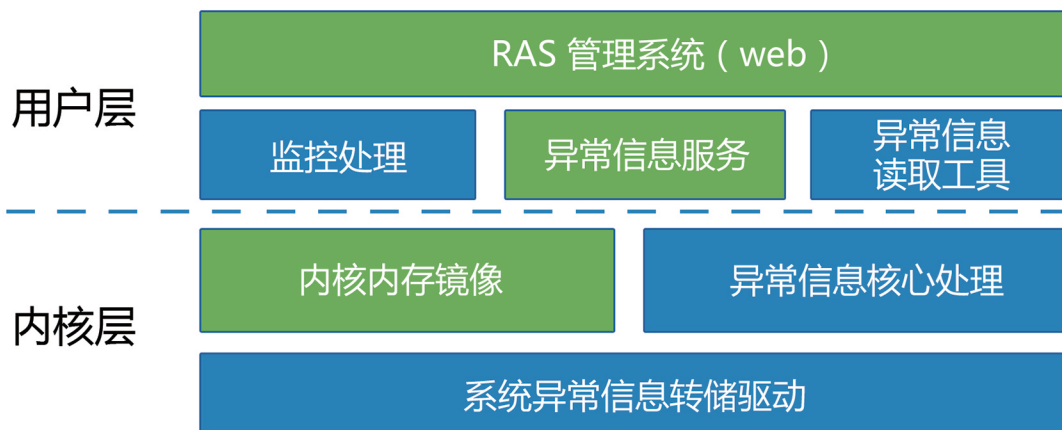 RAS 管理系统（web）
用户层
监控处理
异常信息服务
异常信息
读取工具
内核内存镜像
异常信息核心处理
内核层
系统异常信息转储驱动